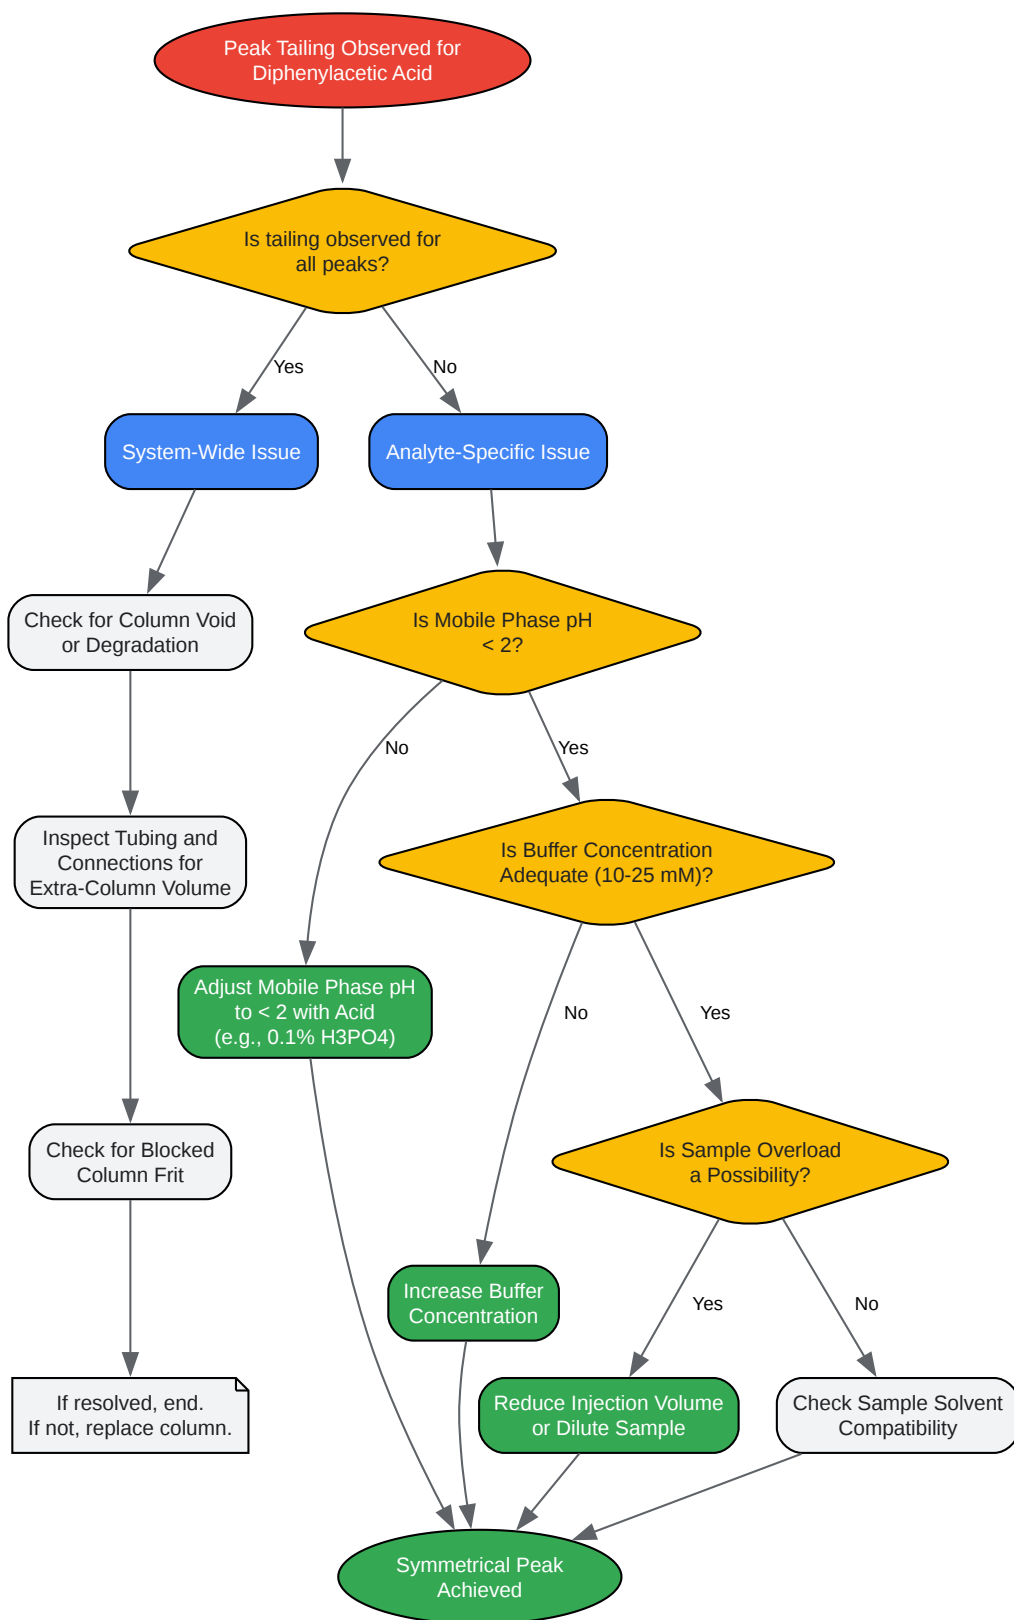 Peak Tailing Observed for
Diphenylacetic Acid
Is tailing observed for
all peaks?
Yes
No
System-Wide Issue
Analyte-Specific Issue
Check for Column Void
or Degradation
Is Mobile Phase pH
< 2?
No
Yes
Inspect Tubing and
Connections for
Extra-Column Volume
Is Buffer Concentration
Adequate (10-25 mM)?
Adjust Mobile Phase pH
to < 2 with Acid
(e.g., 0.1% H3PO4)
No
Yes
Check for Blocked
Column Frit
Is Sample Overload
a Possibility?
Increase Buffer
Concentration
Yes
No
If resolved, end.
If not, replace column.
Reduce Injection Volume
or Dilute Sample
Check Sample Solvent
Compatibility
Symmetrical Peak
Achieved